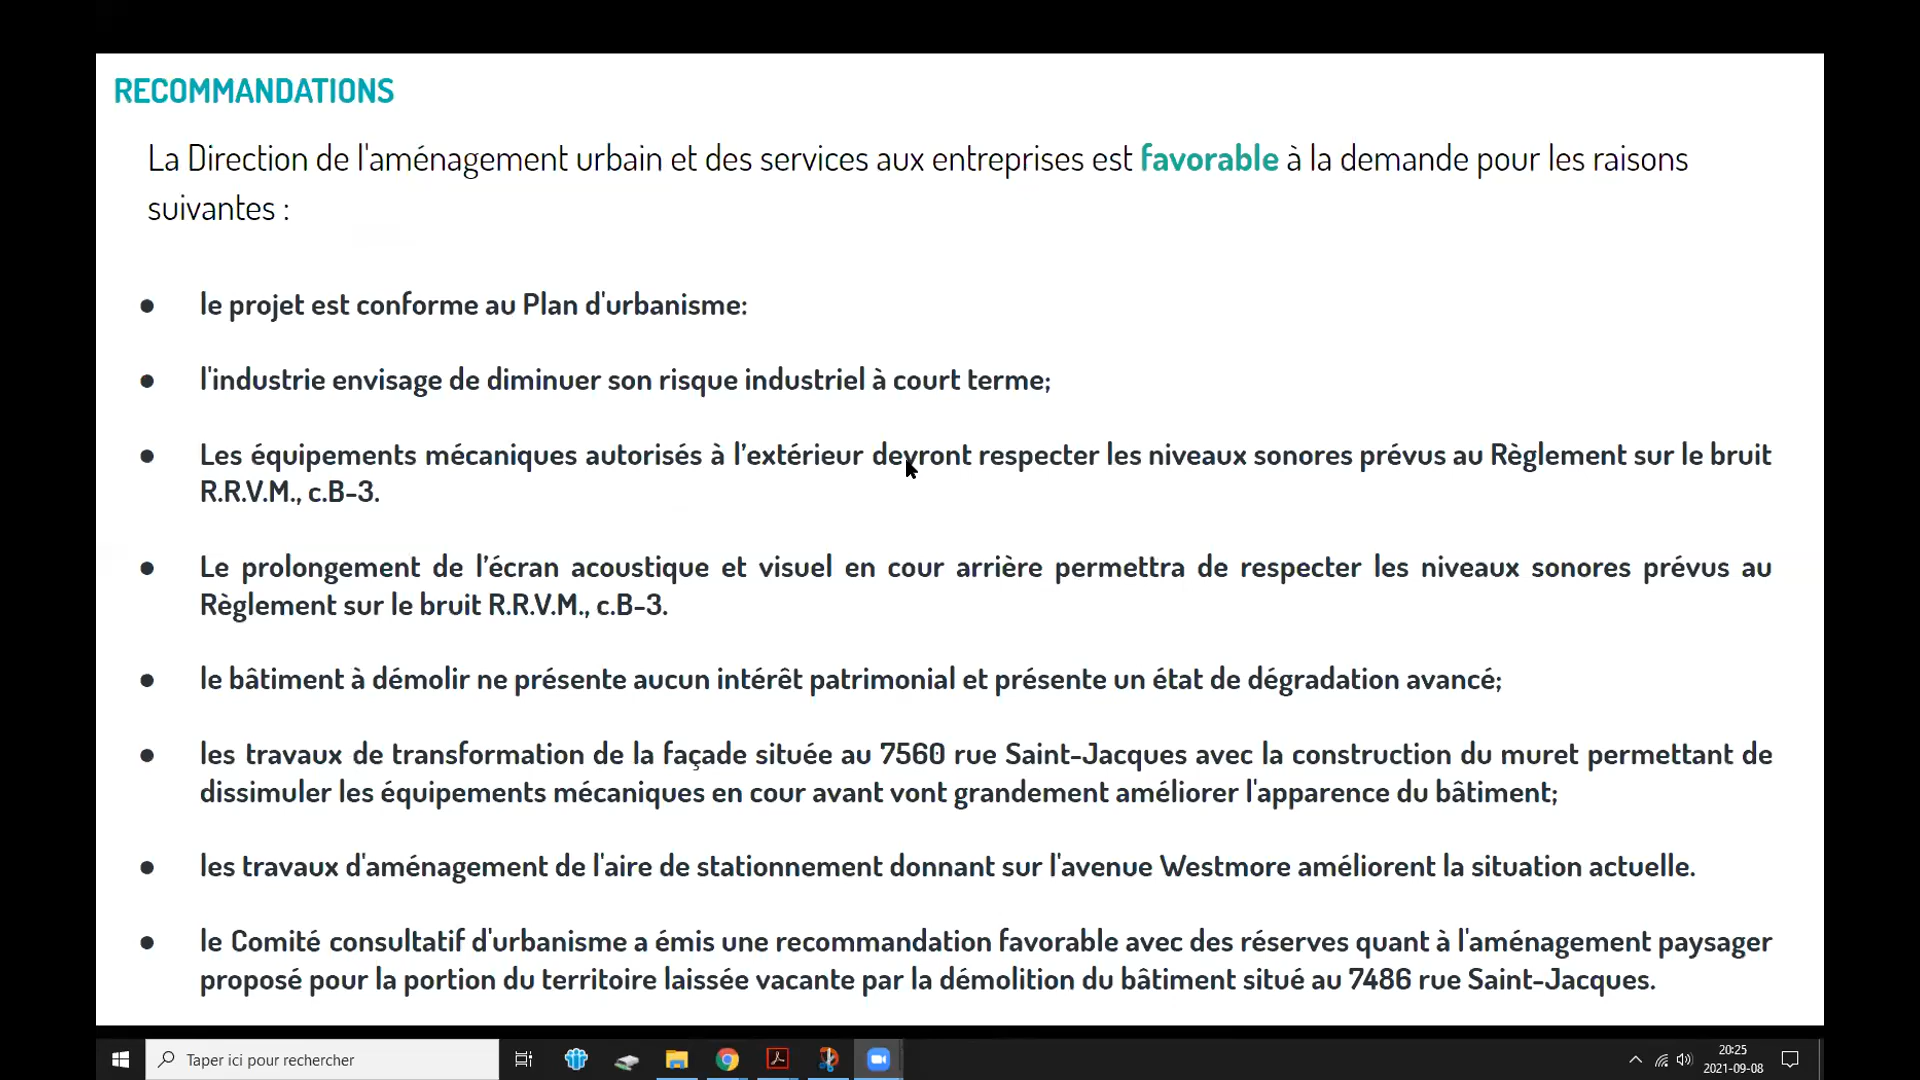 RECOMMANDATIONS
La Direction de l'aménagement urbain et des services aux entreprises est favorable à la demande pour les raisons
suivantes :
● le projet est conforme au Plan d'urbanisme:
● l'industrie envisage de diminuer son risque industriel à court terme;
● Les équipements mécaniques autorisés à l’extérieur devront respecter les niveaux sonores prévus au Règlement sur le bruit
R.R.V.M., c.B-3.
● Le prolongement de l’écran acoustique et visuel en cour arrière permettra de respecter les niveaux sonores prévus au
Règlement sur le bruit R.R.V.M., c.B-3.
● le bâtiment à démolir ne présente aucun intérêt patrimonial et présente un état de dégradation avancé;
● les travaux de transformation de la façade située au 7560 rue Saint-Jacques avec la construction du muret permettant de
dissimuler les équipements mécaniques en cour avant vont grandement améliorer l'apparence du bâtiment;
● les travaux d'aménagement de l'aire de stationnement donnant sur l'avenue Westmore améliorent la situation actuelle.
● le Comité consultatif d'urbanisme a émis une recommandation favorable avec des réserves quant à l'aménagement paysager
proposé pour la portion du territoire laissée vacante par la démolition du bâtiment situé au 7486 rue Saint-Jacques.
Taper ici pour rechercher
20:25
2021-09-08